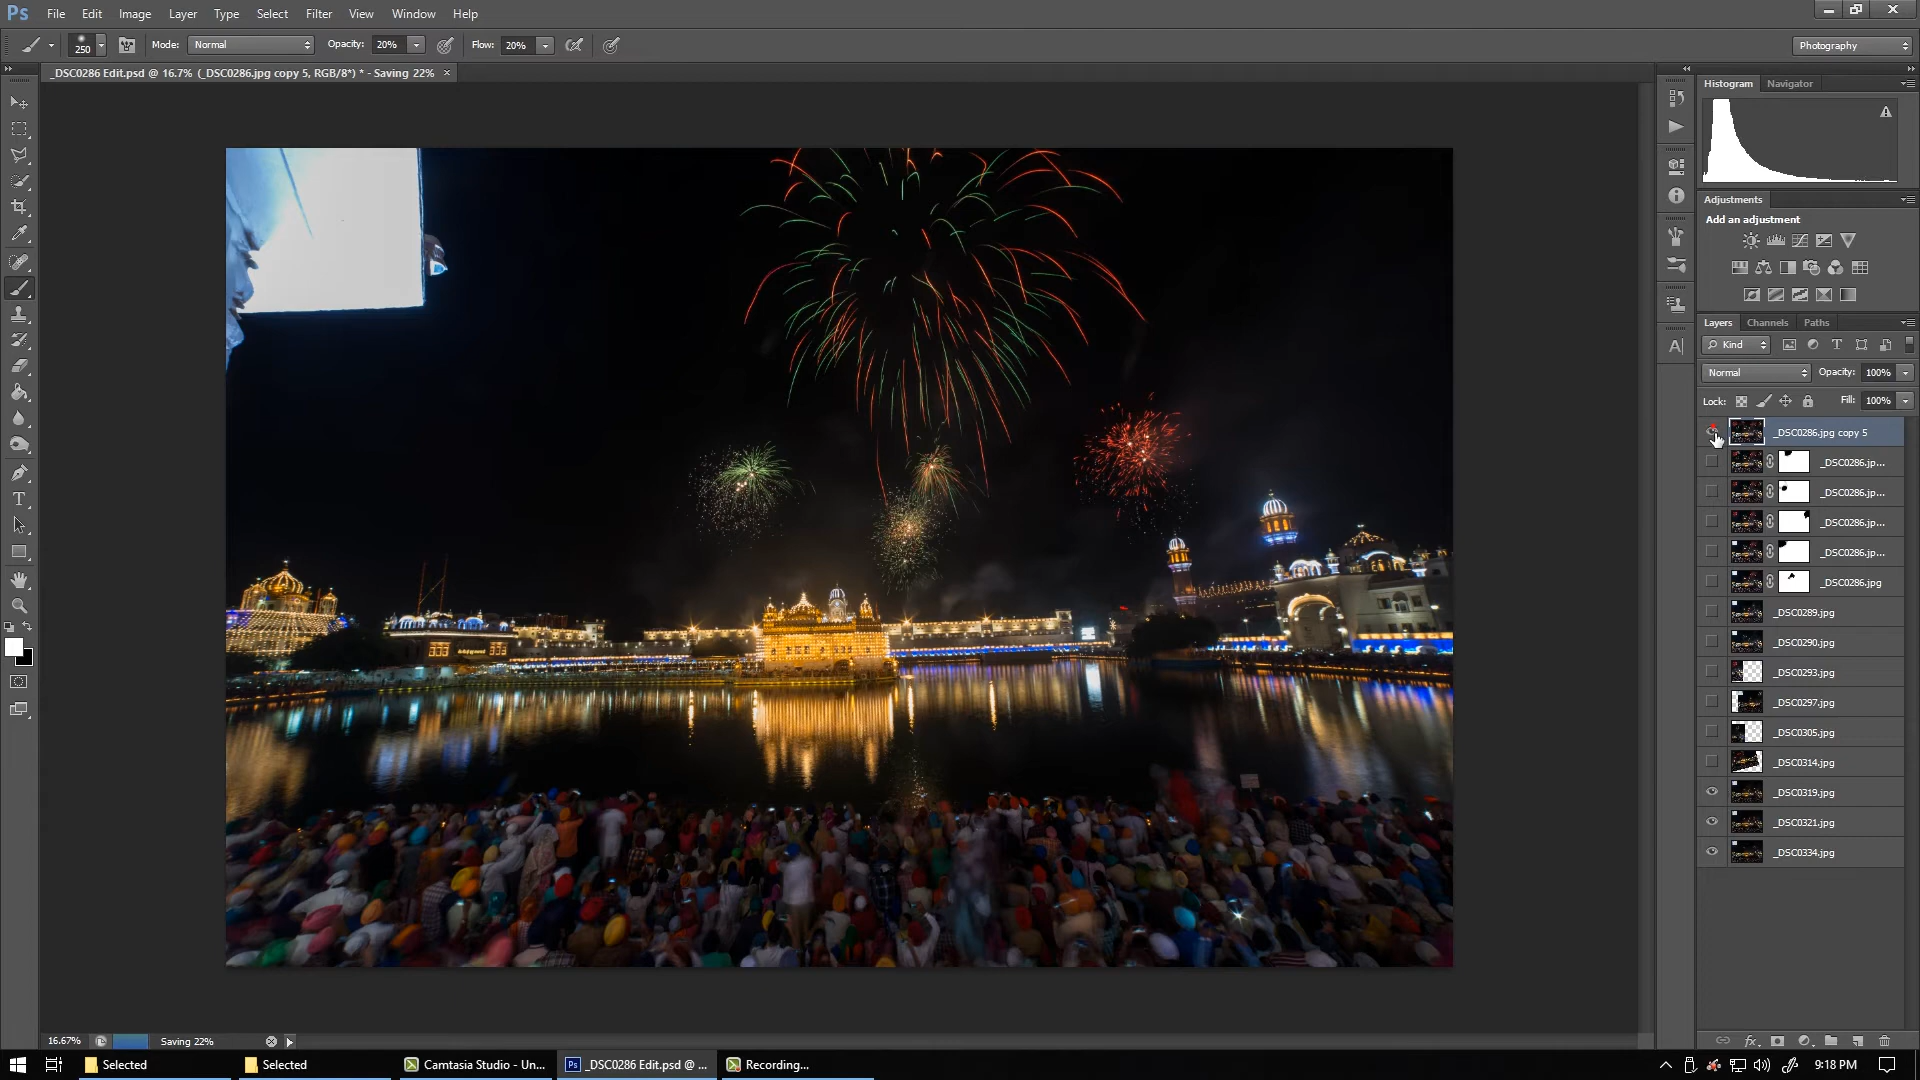 Ps File Edit Image Layer Type Select Filter View Window Help
250 Mode: Normal Opacity: 20% Flow: 20% Photography
_DSC0286 Edit.psd @ 16.7% (_DSC0286.jpg copy 5, RGB/8*) * - Saving 22% ×
Histogram Navigator
Adjustments
Add an adjustment
Layers Channels Paths
Kind
Normal Opacity: 100%
Lock: Fill: 100%
_DSC0286.jpg copy 5
_DSC0286.jp...
_DSC0286.jp...
_DSC0286.jp...
_DSC0286.jp...
_DSC0286.jpg
_DSC0289.jpg
_DSC0290.jpg
_DSC0293.jpg
_DSC0297.jpg
_DSC0305.jpg
_DSC0314.jpg
_DSC0319.jpg
_DSC0321.jpg
_DSC0334.jpg
16.67% Saving 22%
Selected Selected Camtasia Studio - Un... Ps _DSC0286 Edit.psd @ ... Recording... 9:18 PM